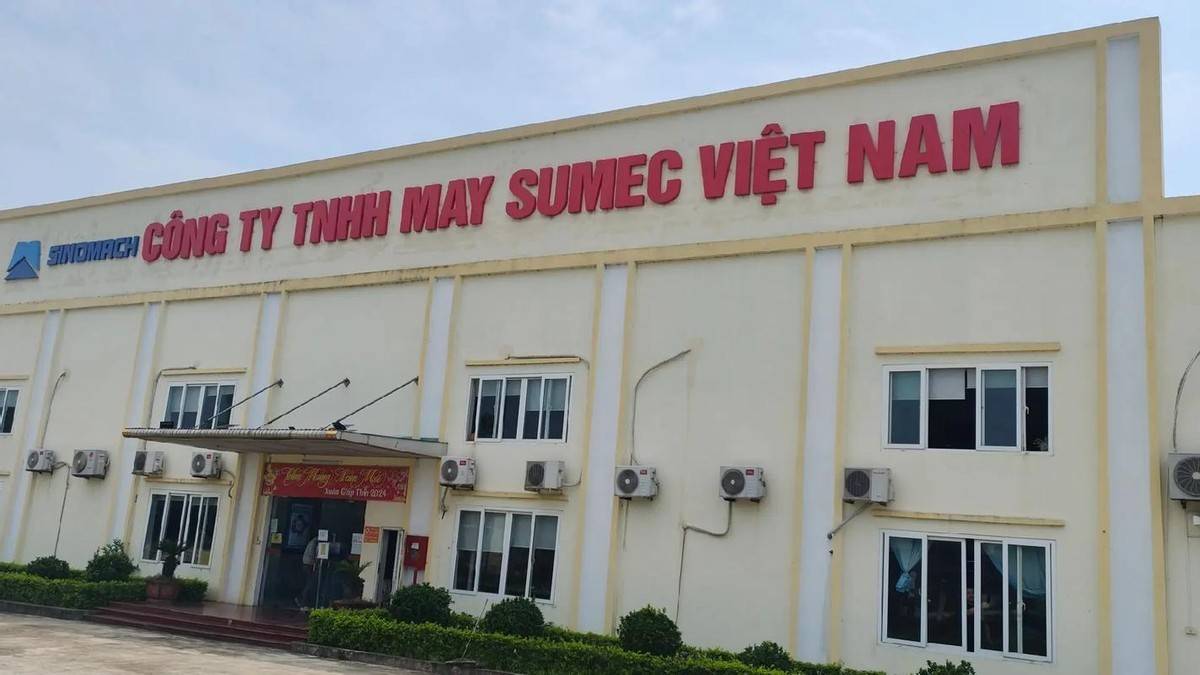 SINOMACH CÔNG TY TNHH MAY SUMEC VIỆT NAM
Chúc Mừng Năm Mới
Xuân Giáp Thìn 2024